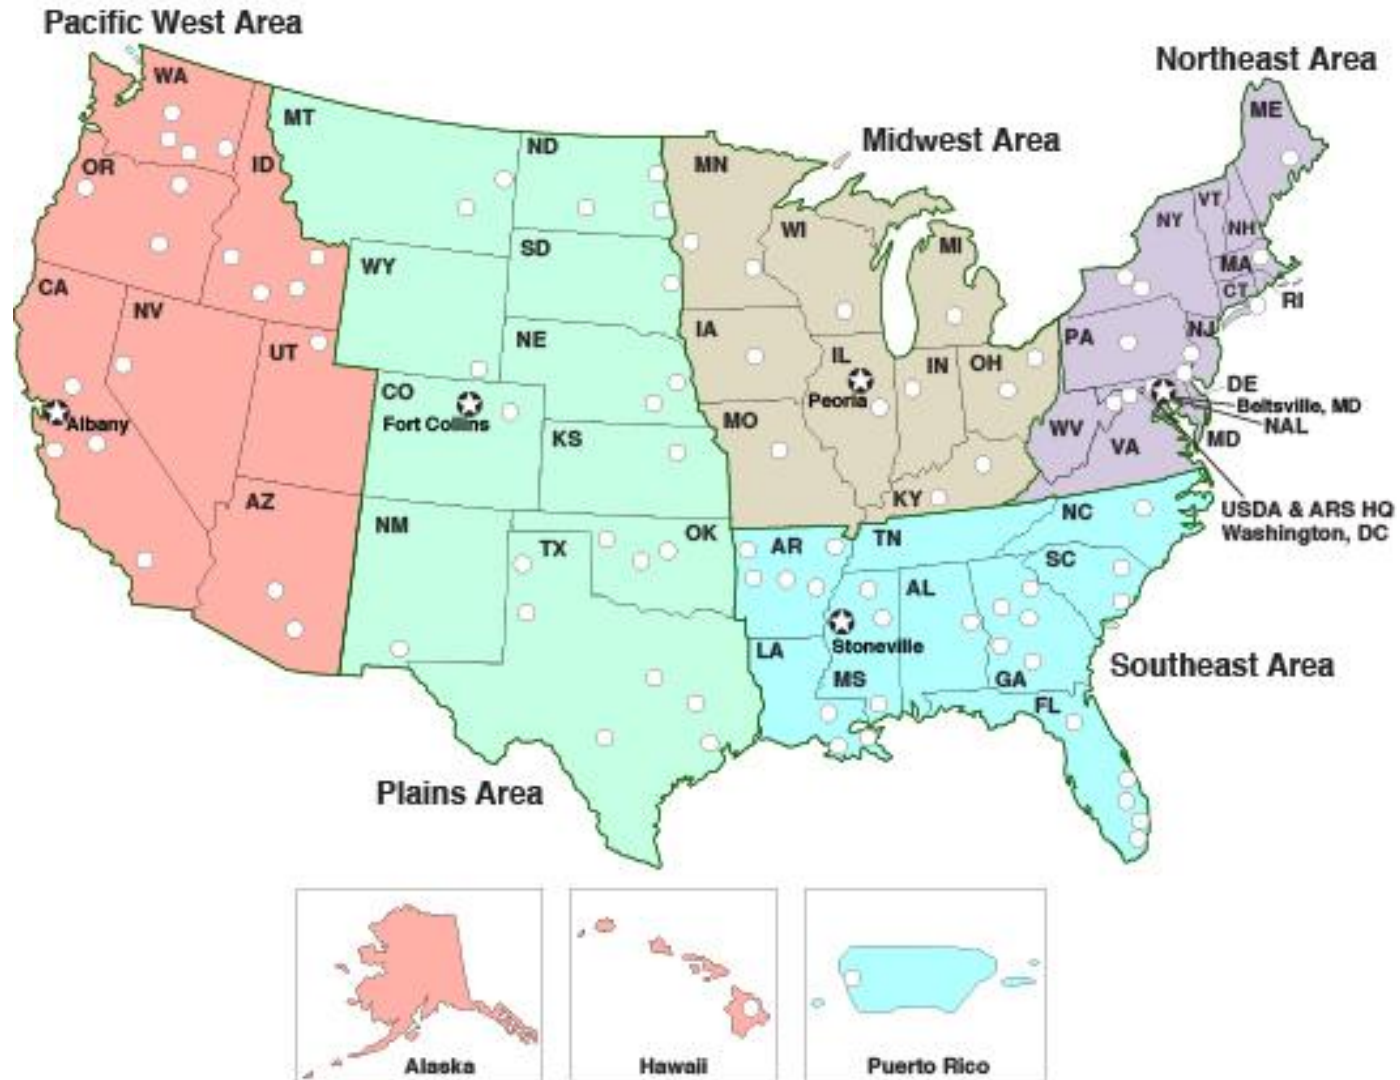 Pacific West Area
Northeast Area
Midwest Area
WA
MT
ND
MN
ME
OR
ID
VT
NY
NH
WI
MI
SD
WY
MA
CT
RI
CA
NV
IA
PA
NJ
NE
UT
IL
IN
OH
CO
Peoria
DE
Beltsville, MD
NAL
MD
Albany
Fort Collins
MO
WV
VA
KS
AZ
KY
NC
USDA & ARS HQ
Washington, DC
NM
OK
TX
AR
TN
SC
AL
Stoneville
LA
MS
GA
Southeast Area
FL
Plains Area
Alaska
Hawaii
Puerto Rico